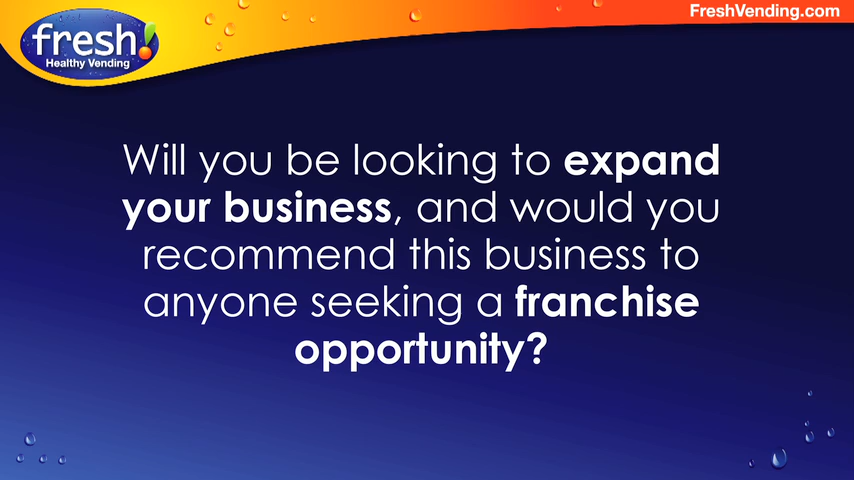 FreshVending.com
fresh!
Healthy Vending
Will you be looking to expand
your business, and would you
recommend this business to
anyone seeking a franchise
opportunity?